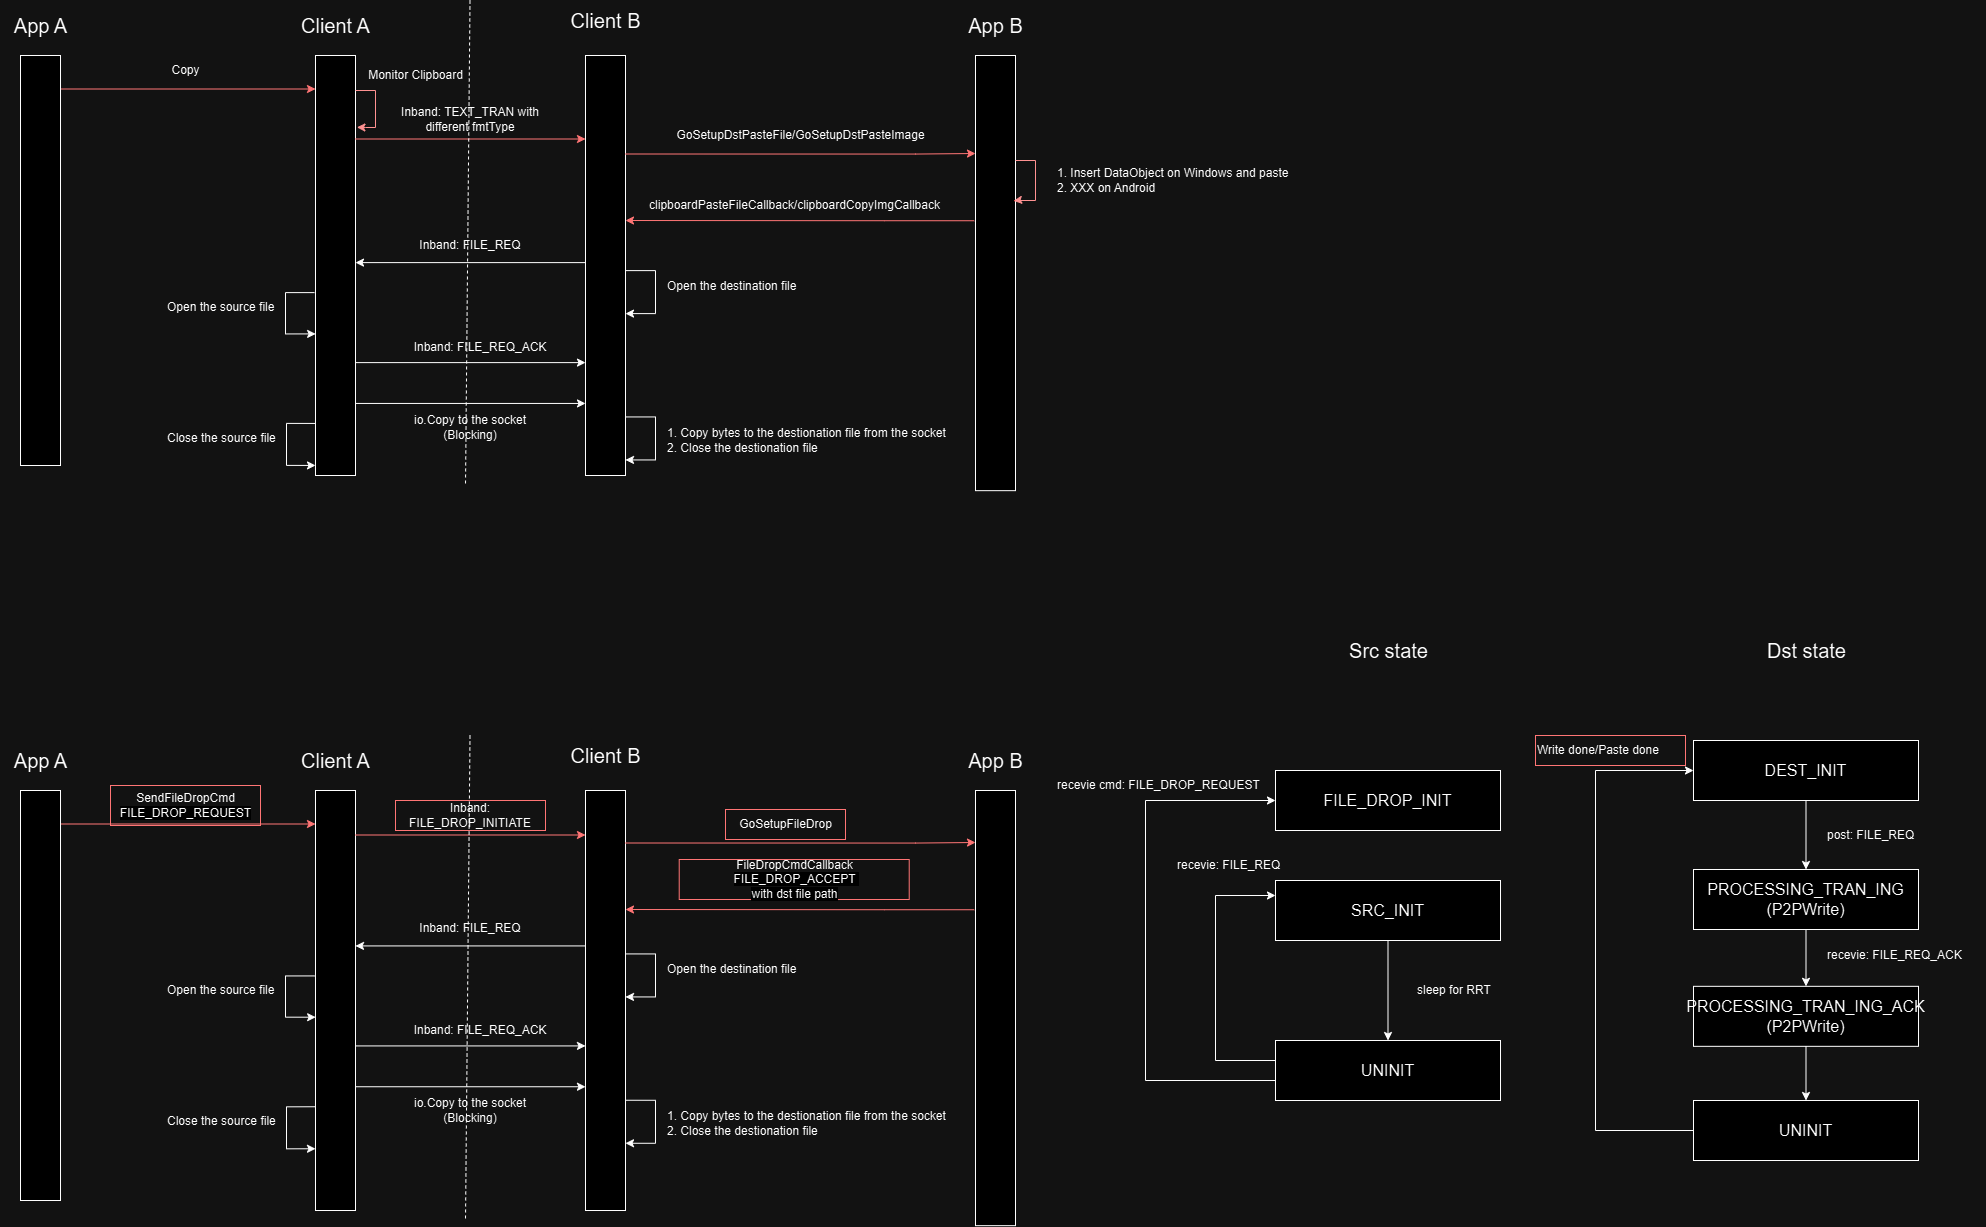 App A
Client A
Client B
App B
Copy
Monitor Clipboard
Inband: TEXT_TRAN with
different fmtType
GoSetupDstPasteFile/GoSetupDstPasteImage
1. Insert DataObject on Windows and paste
2. XXX on Android
clipboardPasteFileCallback/clipboardCopyImgCallback
Inband: FILE_REQ
Open the destination file
Open the source file
Inband: FILE_REQ_ACK
io.Copy to the socket
(Blocking)
Close the source file
1. Copy bytes to the destionation file from the socket
2. Close the destionation file
Src state
Dst state
App A
Client A
Client B
App B
SendFileDropCmd
FILE_DROP_REQUEST
Inband:
FILE_DROP_INITIATE
GoSetupFileDrop
FileDropCmdCallback
FILE_DROP_ACCEPT
with dst file path
Inband: FILE_REQ
Open the destination file
Open the source file
Inband: FILE_REQ_ACK
io.Copy to the socket
(Blocking)
Close the source file
1. Copy bytes to the destionation file from the socket
2. Close the destionation file
recevie cmd: FILE_DROP_REQUEST
FILE_DROP_INIT
recevie: FILE_REQ
SRC_INIT
sleep for RRT
UNINIT
Write done/Paste done
DEST_INIT
post: FILE_REQ
PROCESSING_TRAN_ING
(P2PWrite)
recevie: FILE_REQ_ACK
PROCESSING_TRAN_ING_ACK
(P2PWrite)
UNINIT